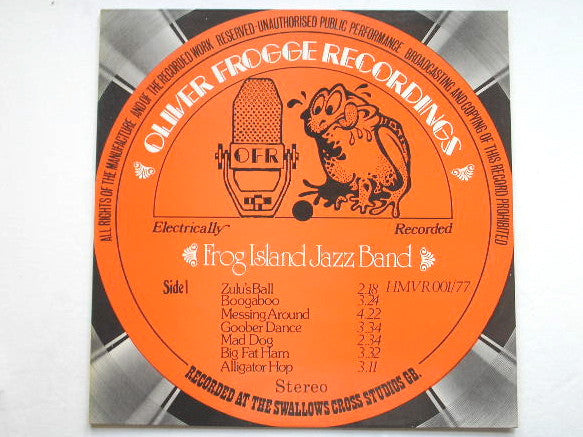 ALL RIGHTS OF THE MANUFACTURE AND OF THE RECORDED WORK RESERVED-UNAUTHORISED PUBLIC PERFORMANCE BROADCASTING AND COPYING OF THIS RECORD PROHIBITED
OLIVER FROGGE RECORDINGS
OFR
Electrically Recorded
Frog Island Jazz Band
Side 1
HMVR 001/77
Zulu's Ball 2.18
Boogaboo 3.24
Messing Around 4.22
Goober Dance 3.34
Mad Dog 2.34
Big Fat Ham 3.32
Alligator Hop 3.11
Stereo
RECORDED AT THE SWALLOWS CROSS STUDIOS GB.